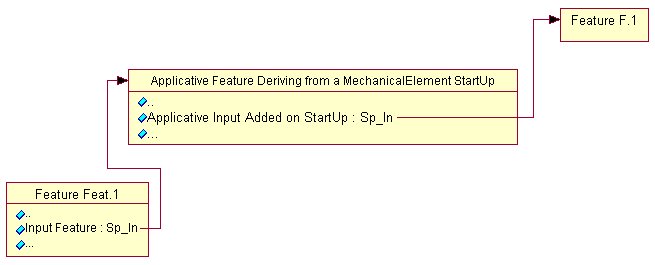 Feature F.1
Applicative Feature Deriving from a MechanicalElement StartUp
..
Applicative Input Added on StartUp : Sp_In
...
Feature Feat.1
..
Input Feature : Sp_In
...